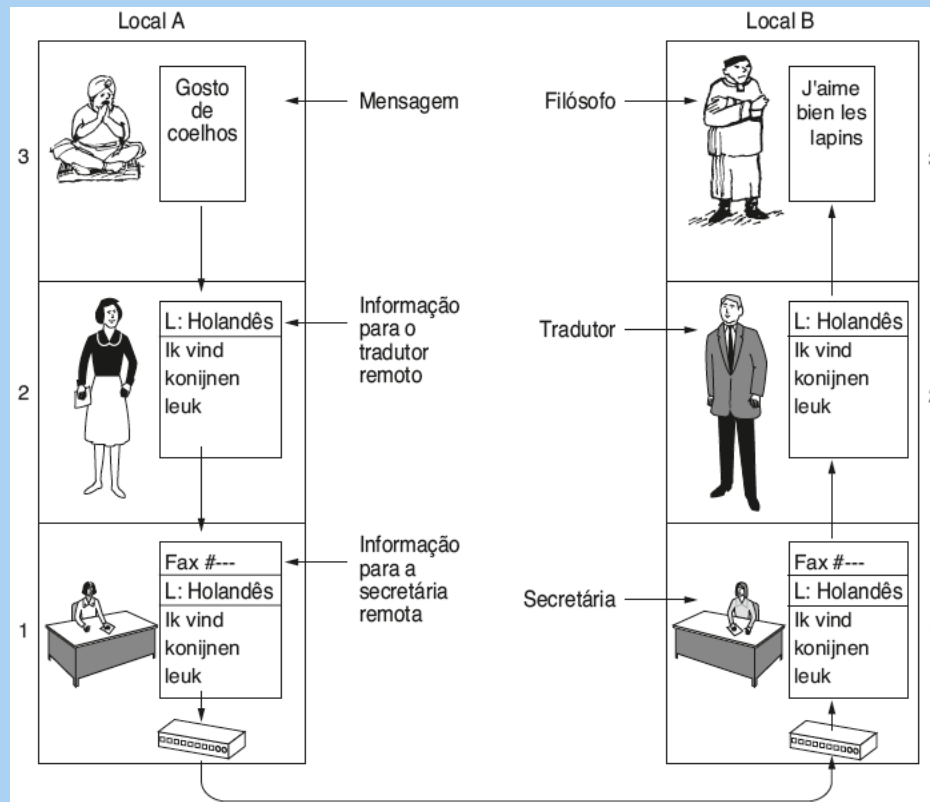 Local A
Local B
3
Gosto
de
coelhos
Mensagem
Filósofo
J'aime
bien les
lapins
2
L: Holandês
Ik vind
konijnen
leuk
Informação
para o
tradutor
remoto
Tradutor
L: Holandês
Ik vind
konijnen
leuk
1
Fax #---
L: Holandês
Ik vind
konijnen
leuk
Informação
para a
secretária
remota
Secretária
Fax #---
L: Holandês
Ik vind
konijnen
leuk